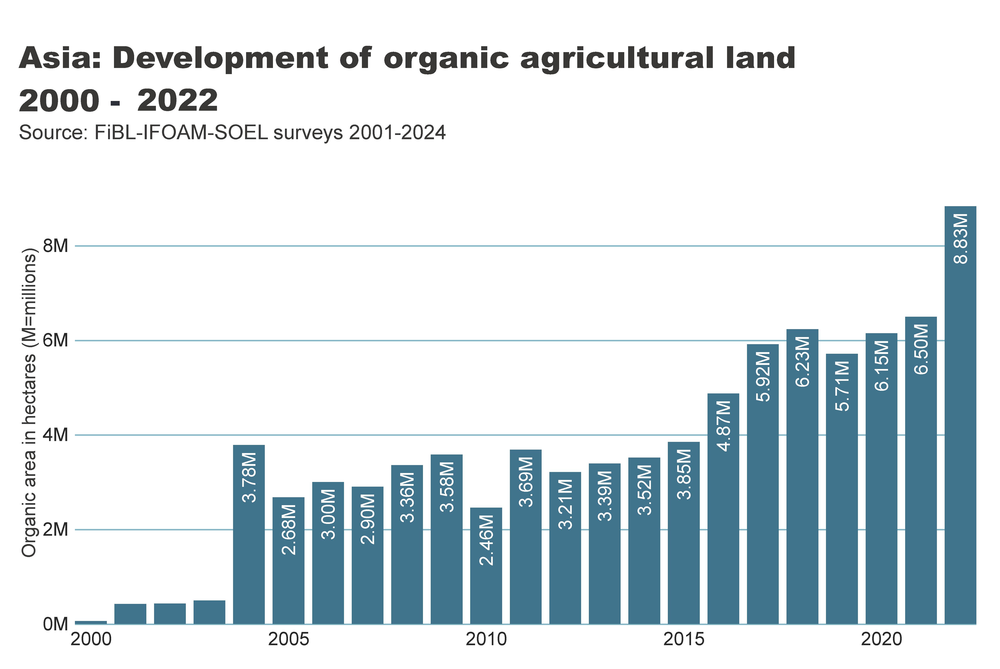 Asia: Development of organic agricultural land
2000 - 2022
Source: FiBL-IFOAM-SOEL surveys 2001-2024
Organic area in hectares (M=millions)
8M
6M
4M
2M
0M
3.78M
2.68M
3.00M
2.90M
3.36M
3.58M
2.46M
3.69M
3.21M
3.39M
3.52M
3.85M
4.87M
5.92M
6.23M
5.71M
6.15M
6.50M
8.83M
2000
2005
2010
2015
2020